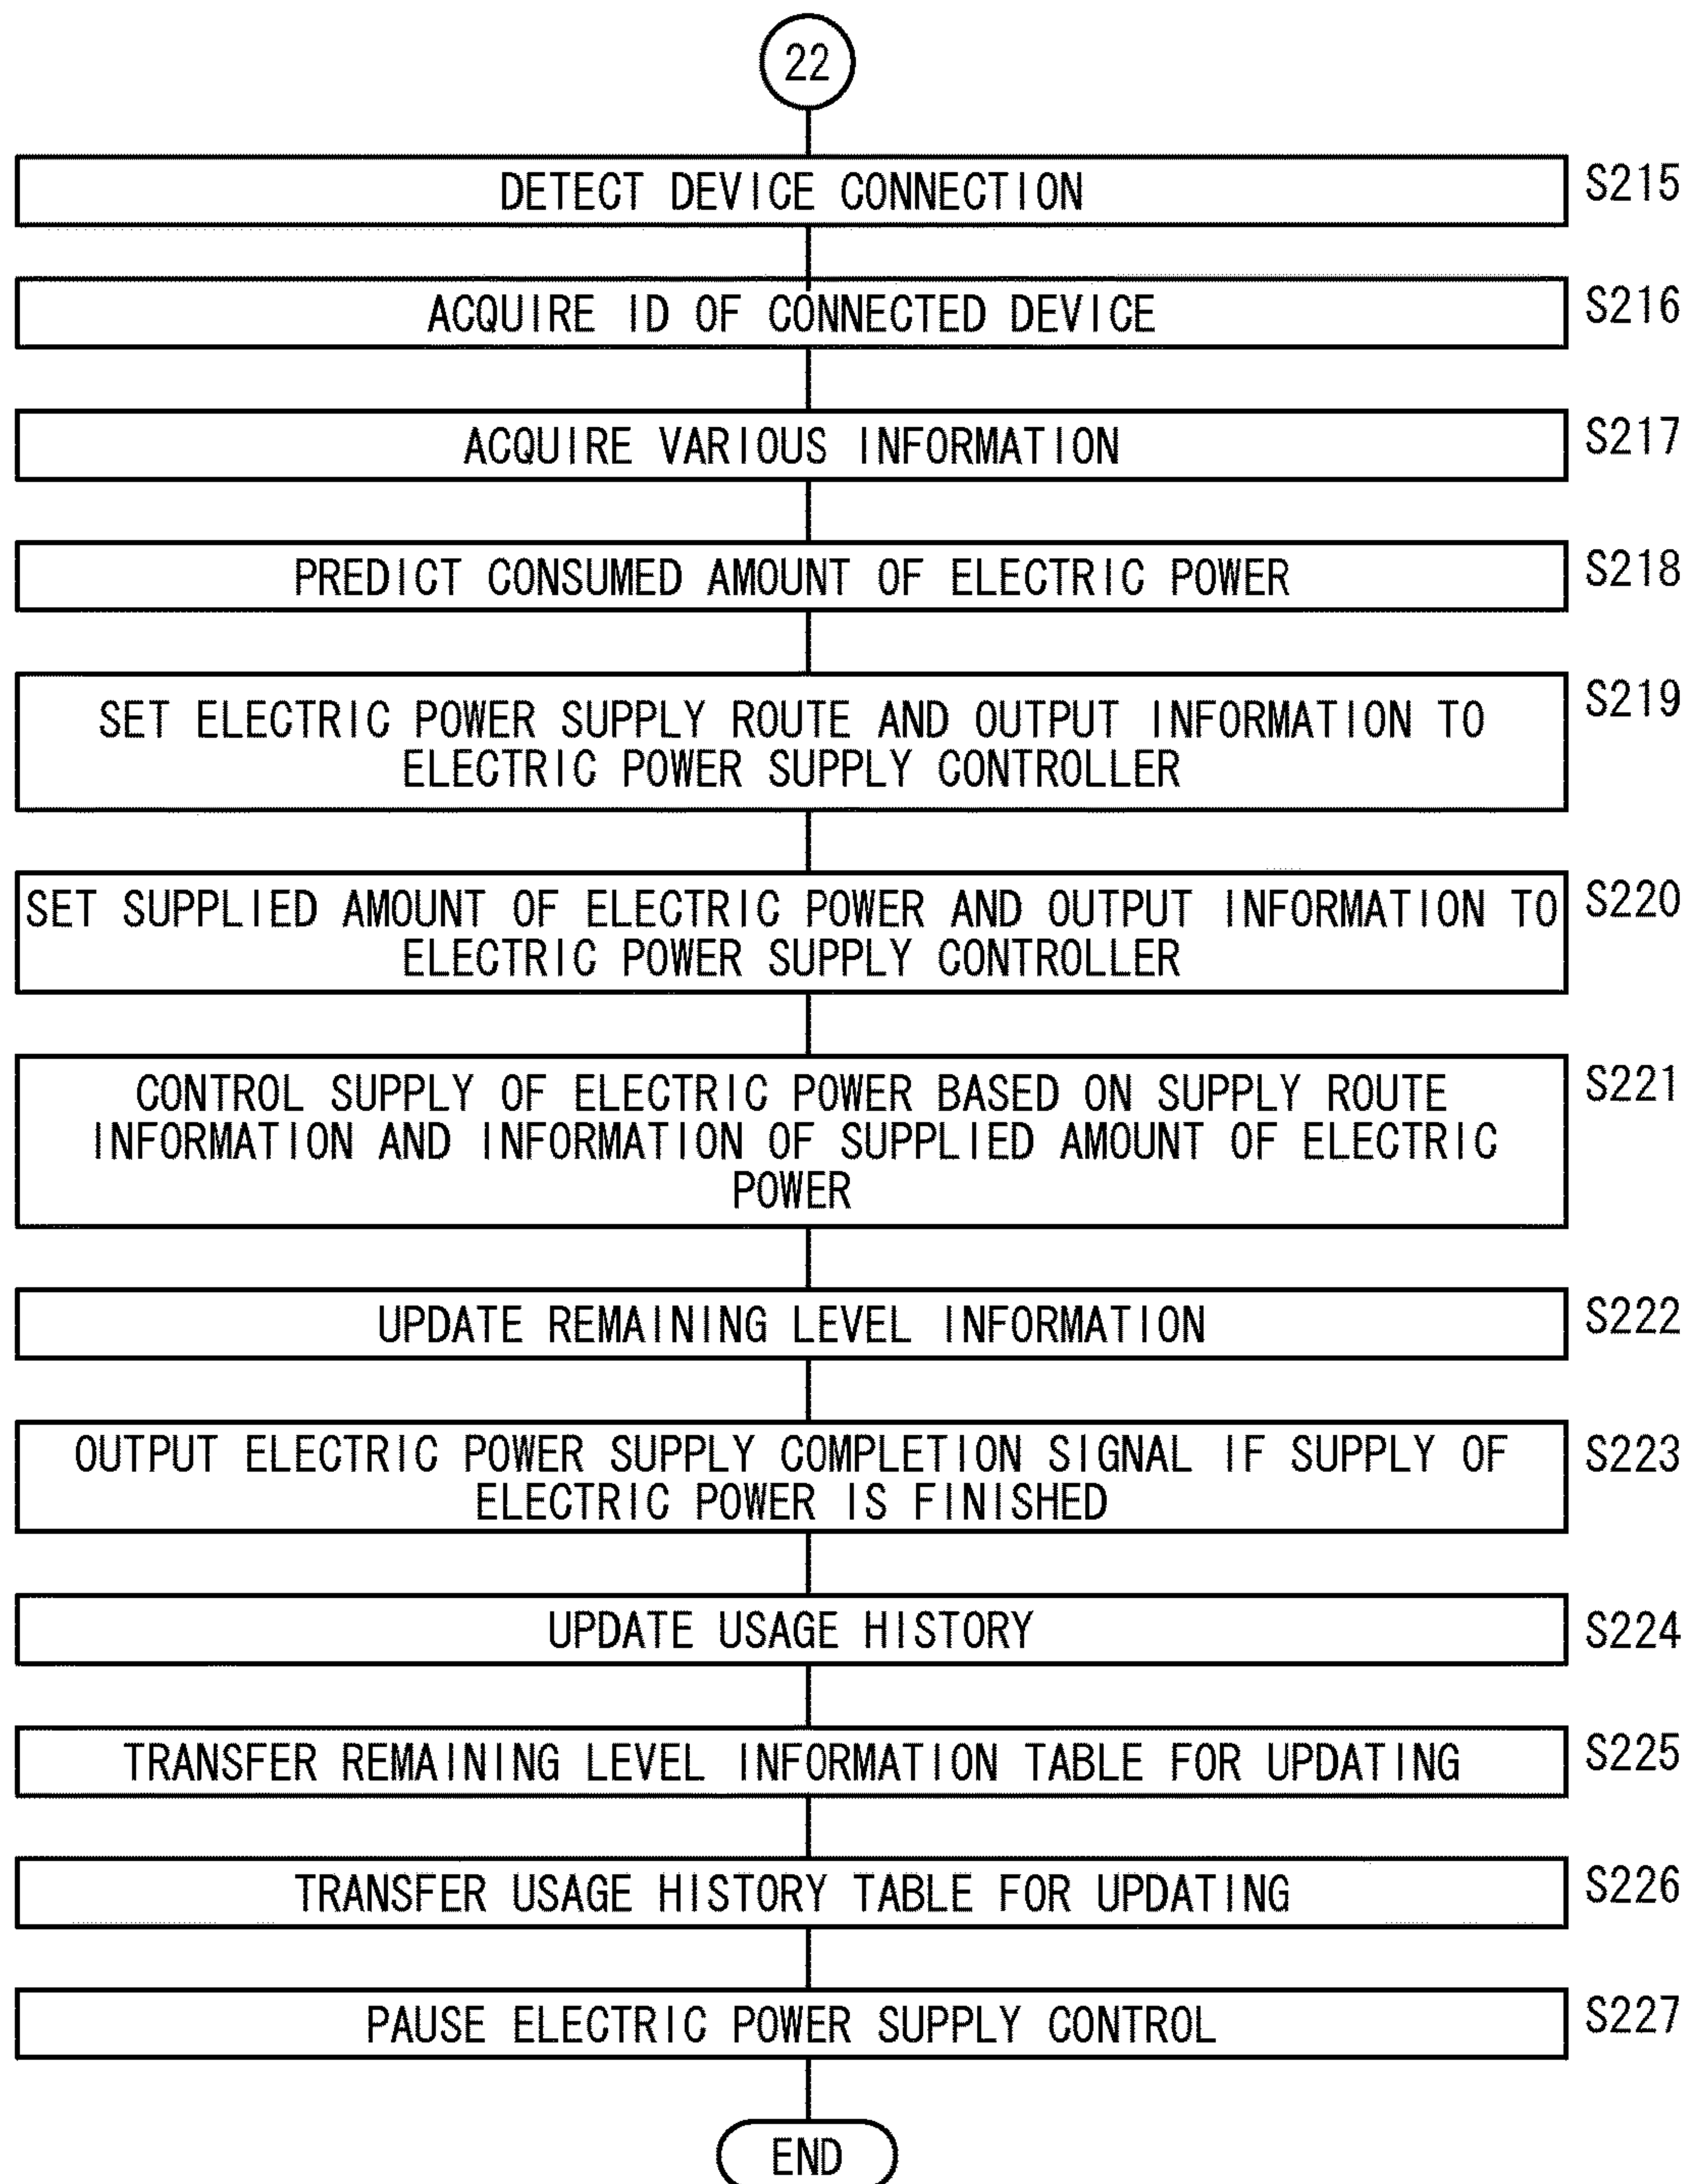 22
DETECT DEVICE CONNECTION
S215
ACQUIRE ID OF CONNECTED DEVICE
S216
ACQUIRE VARIOUS INFORMATION
S217
PREDICT CONSUMED AMOUNT OF ELECTRIC POWER
S218
SET ELECTRIC POWER SUPPLY ROUTE AND OUTPUT INFORMATION TO
ELECTRIC POWER SUPPLY CONTROLLER
S219
SET SUPPLIED AMOUNT OF ELECTRIC POWER AND OUTPUT INFORMATION TO
ELECTRIC POWER SUPPLY CONTROLLER
S220
CONTROL SUPPLY OF ELECTRIC POWER BASED ON SUPPLY ROUTE
INFORMATION AND INFORMATION OF SUPPLIED AMOUNT OF ELECTRIC
POWER
S221
UPDATE REMAINING LEVEL INFORMATION
S222
OUTPUT ELECTRIC POWER SUPPLY COMPLETION SIGNAL IF SUPPLY OF
ELECTRIC POWER IS FINISHED
S223
UPDATE USAGE HISTORY
S224
TRANSFER REMAINING LEVEL INFORMATION TABLE FOR UPDATING
S225
TRANSFER USAGE HISTORY TABLE FOR UPDATING
S226
PAUSE ELECTRIC POWER SUPPLY CONTROL
S227
END